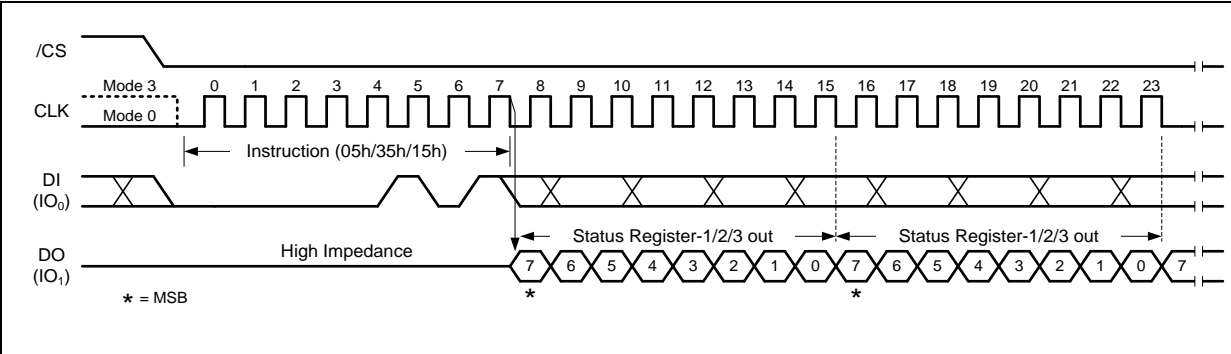 /CS
Mode 3 0 1 2 3 4 5 6 7 8 9 10 11 12 13 14 15 16 17 18 19 20 21 22 23
CLK
Mode 0
Instruction (05h/35h/15h)
DI
(IO0)
Status Register-1/2/3 out Status Register-1/2/3 out
High Impedance
DO
(IO1)
7 6 5 4 3 2 1 0 7 6 5 4 3 2 1 0 7
* *
* = MSB